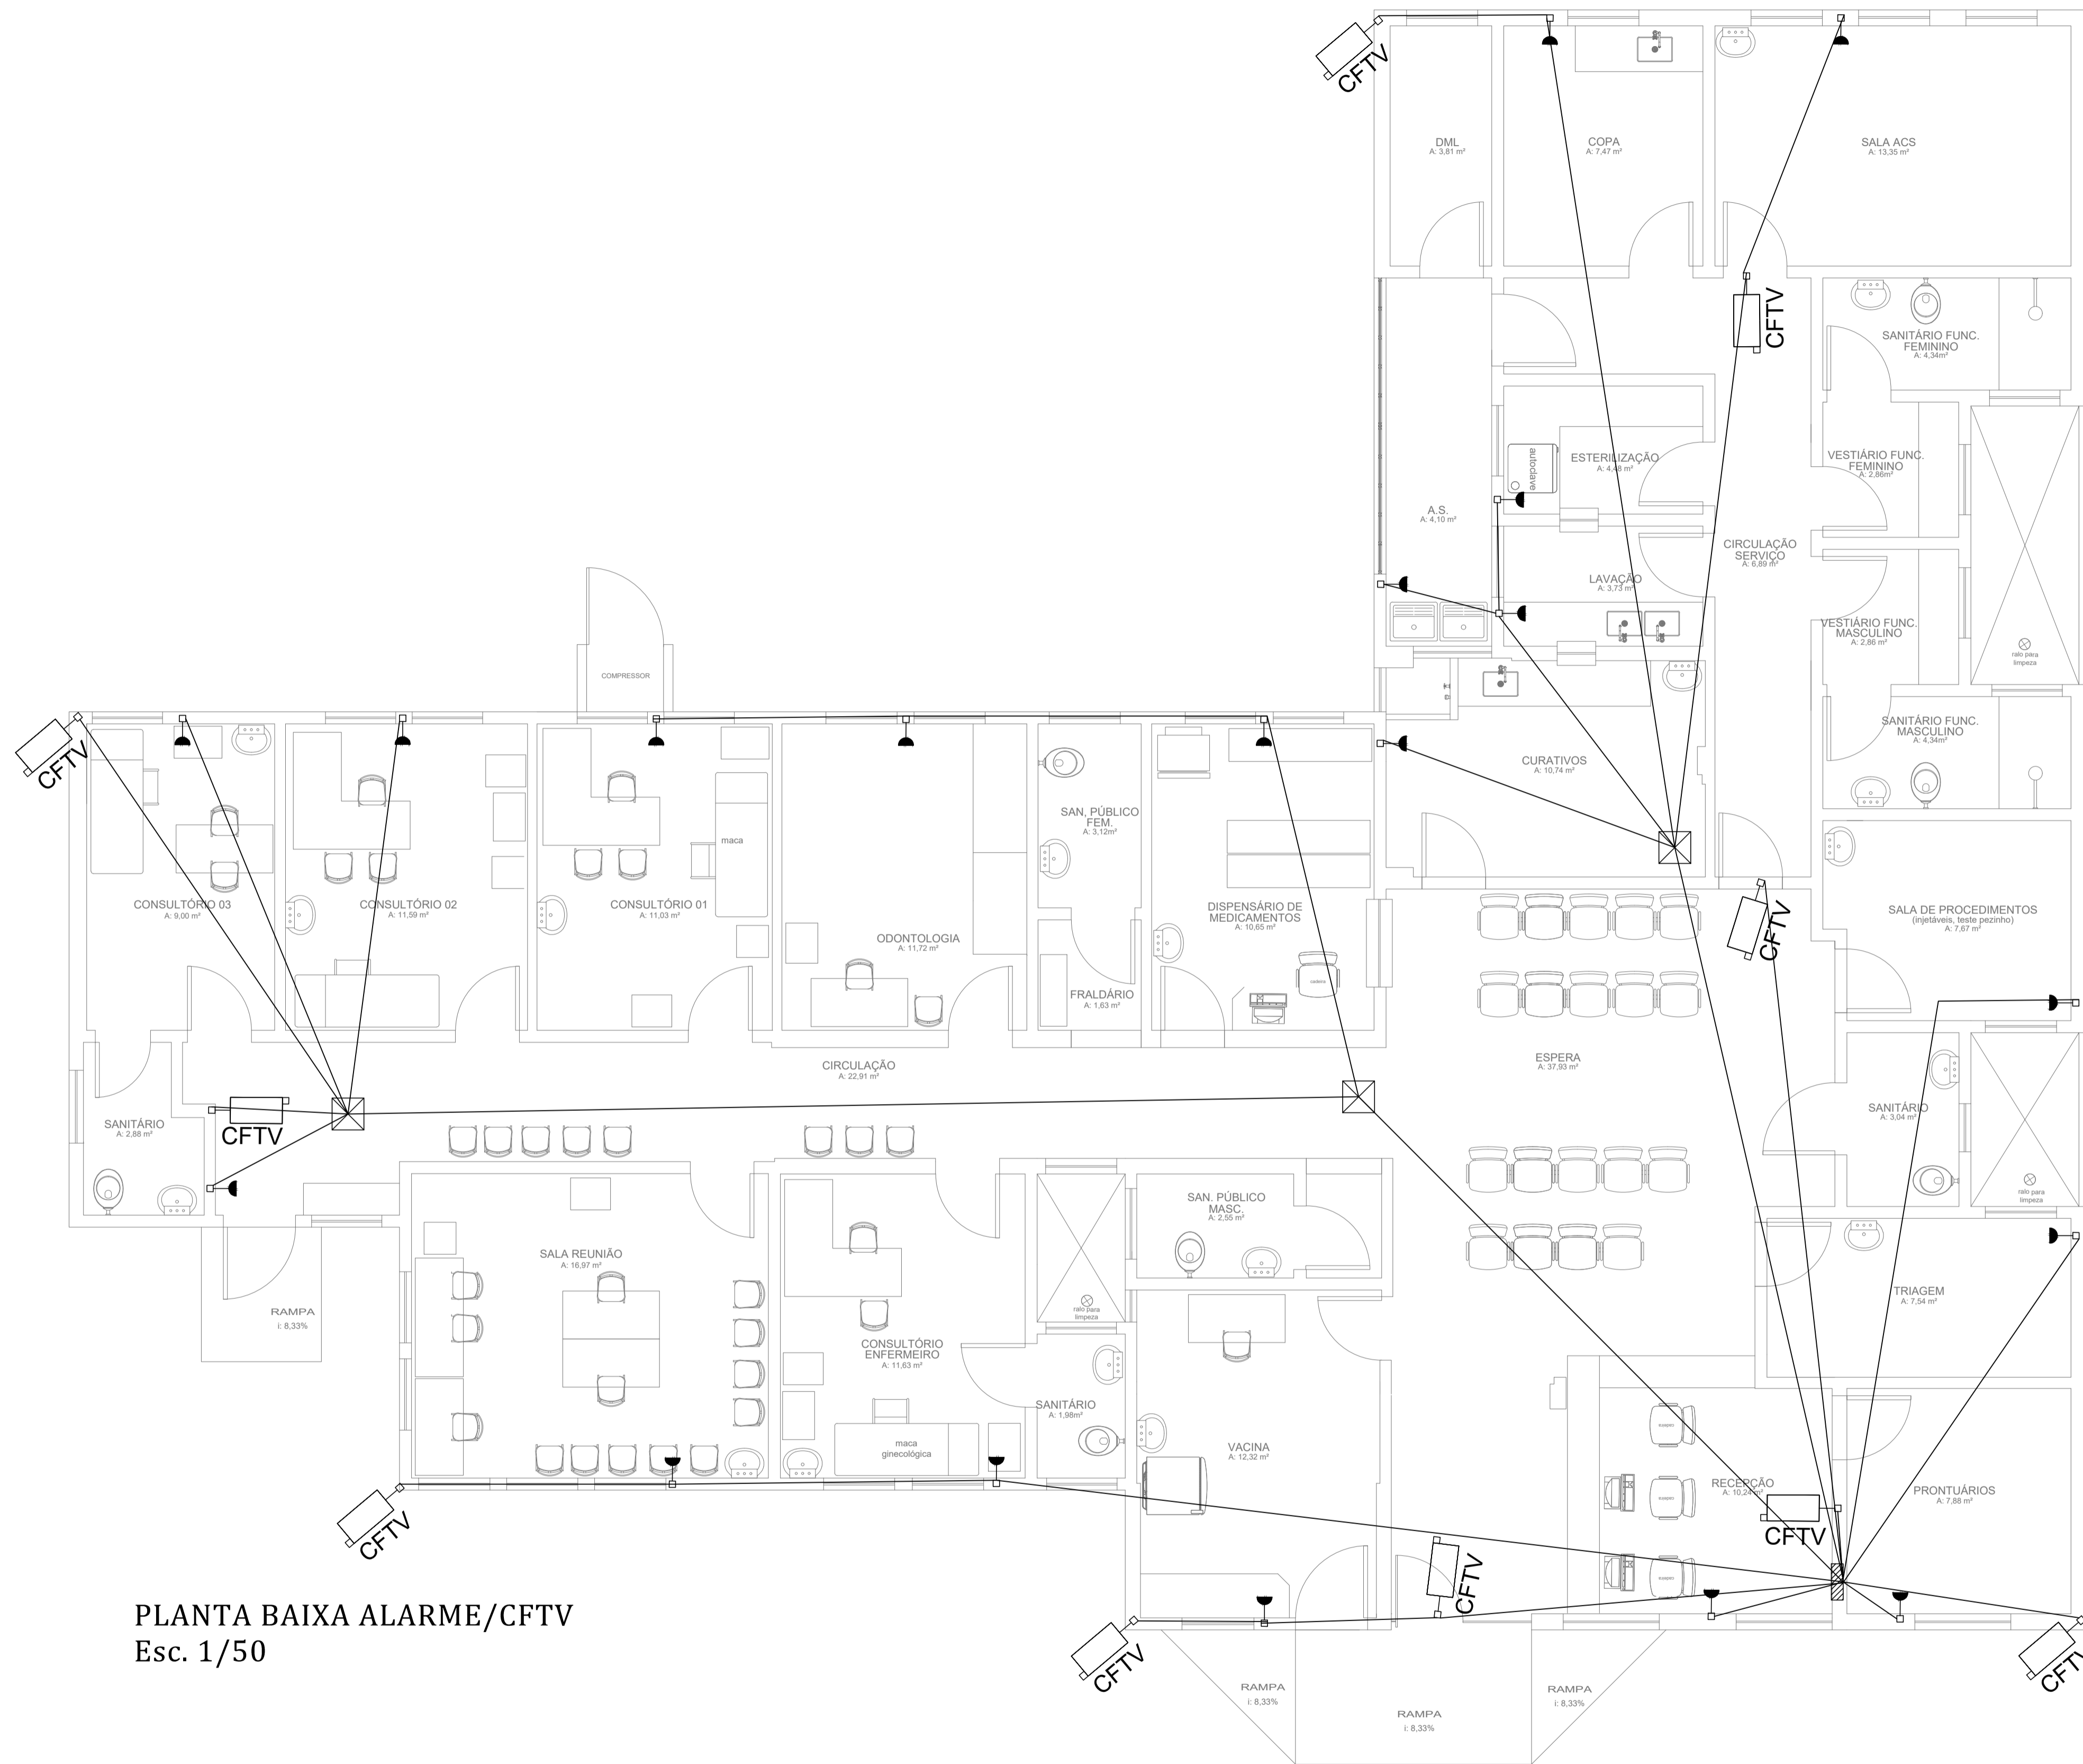 CFTV
DML
A: 3,81 m²
COPA
A: 7,47 m²
SALA ACS
A: 13,35 m²
CFTV
SANITÁRIO FUNC.
FEMININO
A: 4,34m²
autoclave
ESTERILIZAÇÃO
A: 4,48 m²
VESTIÁRIO FUNC.
FEMININO
A: 2,86m²
A.S.
A: 4,10 m²
CIRCULAÇÃO
SERVIÇO
A: 6,89 m²
LAVAÇÃO
A: 3,73 m²
VESTIÁRIO FUNC.
MASCULINO
A: 2,86 m²
ralo para
limpeza
COMPRESSOR
SANITÁRIO FUNC.
MASCULINO
A: 4,34m²
CFTV
CURATIVOS
A: 10,74 m²
maca
SAN, PÚBLICO
FEM.
A: 3,12m²
CONSULTÓRIO 03
A: 9,00 m²
CONSULTÓRIO 02
A: 11,59 m²
CONSULTÓRIO 01
A: 11,03 m²
ODONTOLOGIA
A: 11,72 m²
DISPENSÁRIO DE
MEDICAMENTOS
A: 10,65 m²
CFTV
SALA DE PROCEDIMENTOS
(injetáveis, teste pezinho)
A: 7,67 m²
cadeira
FRALDÁRIO
A: 1,63 m²
CIRCULAÇÃO
A: 22,91 m²
ESPERA
A: 37,93 m²
SANITÁRIO
A: 2,88 m²
CFTV
SANITÁRIO
A: 3,04 m²
ralo para
limpeza
SAN. PÚBLICO
MASC.
A: 2,55 m²
SALA REUNIÃO
A: 16,97 m²
RAMPA
i: 8,33%
ralo para
limpeza
TRIAGEM
A: 7,54 m²
CONSULTÓRIO
ENFERMEIRO
A: 11,63 m²
SANITÁRIO
A: 1,98m²
cadeira
maca
ginecológica
VACINA
A: 12,32 m²
RECEPÇÃO
A: 10,24 m²
cadeira
PRONTUÁRIOS
A: 7,88 m²
CFTV
CFTV
CFTV
cadeira
PLANTA BAIXA ALARME/CFTV
Esc. 1/50
CFTV
CFTV
RAMPA
i: 8,33%
RAMPA
i: 8,33%
RAMPA
i: 8,33%